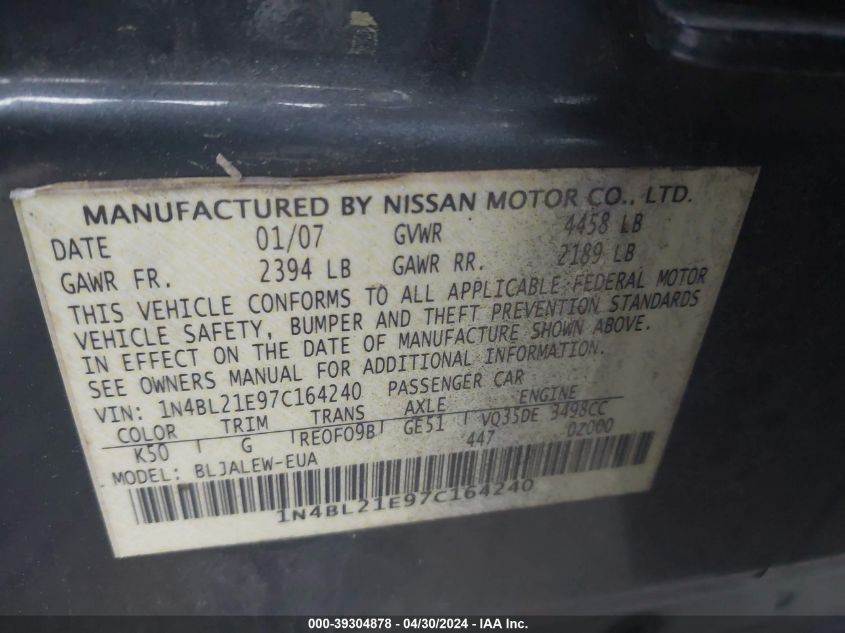 MANUFACTURED BY NISSAN MOTOR CO., LTD.
DATE 01/07 GVWR 4458 LB
GAWR FR. 2394 LB GAWR RR. 2189 LB
THIS VEHICLE CONFORMS TO ALL APPLICABLE FEDERAL MOTOR
VEHICLE SAFETY, BUMPER AND THEFT PREVENTION STANDARDS
IN EFFECT ON THE DATE OF MANUFACTURE SHOWN ABOVE.
SEE OWNERS MANUAL FOR ADDITIONAL INFORMATION.
VIN: 1N4BL21E97C164240 PASSENGER CAR
COLOR TRIM TRANS AXLE ENGINE
K50 G REOFO9B GE51 VQ35DE 3498CC
MODEL: BLJALEW-EUA 447 02000
1N4BL21E97C164240
000-39304878 - 04/30/2024 - IAA Inc.